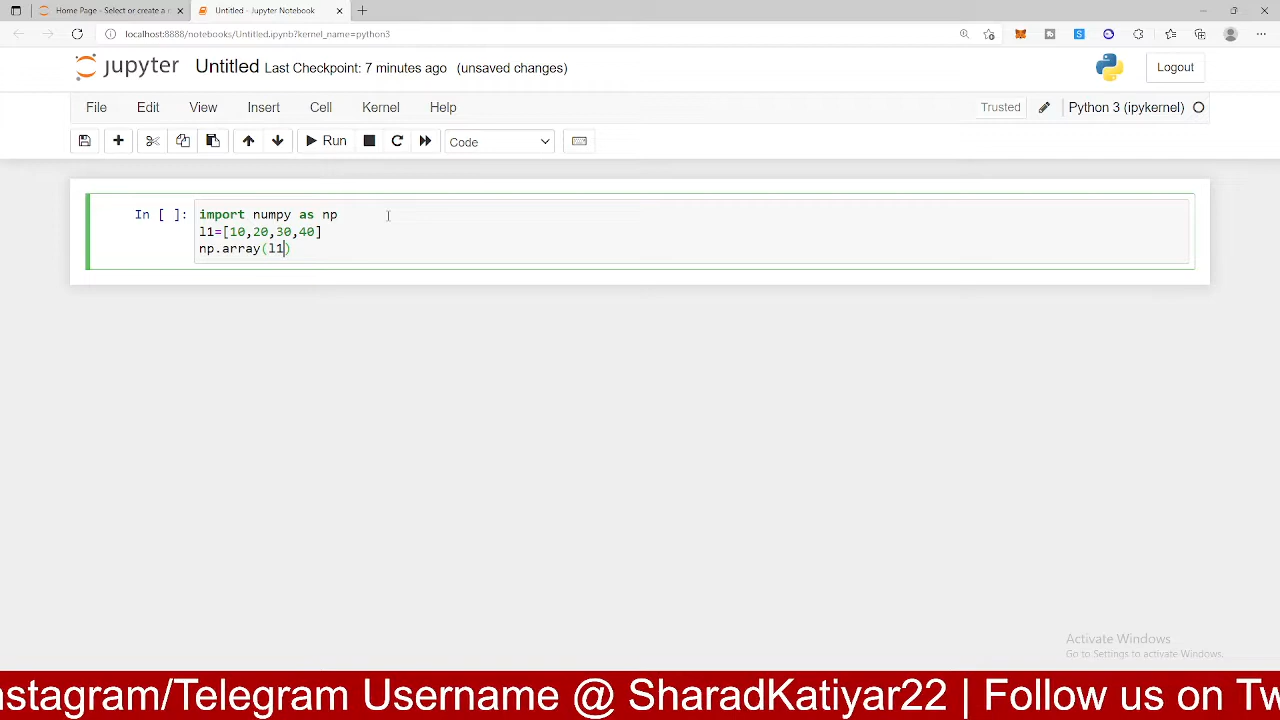 Home Page - Select or create a n
Untitled - Jupyter Notebook
localhost:8888/notebooks/Untitled.ipynb?kernel_name=python3
jupyter Untitled Last Checkpoint: 7 minutes ago (unsaved changes)
Logout
File Edit View Insert Cell Kernel Help
Trusted Python 3 (ipykernel)
Run Code
In [ ]: import numpy as np
l1=[10,20,30,40]
np.array(l1)
Activate Windows
Go to Settings to activate Windows.
nstagram/Telegram Username @ SharadKatiyar22 | Follow us on Tw